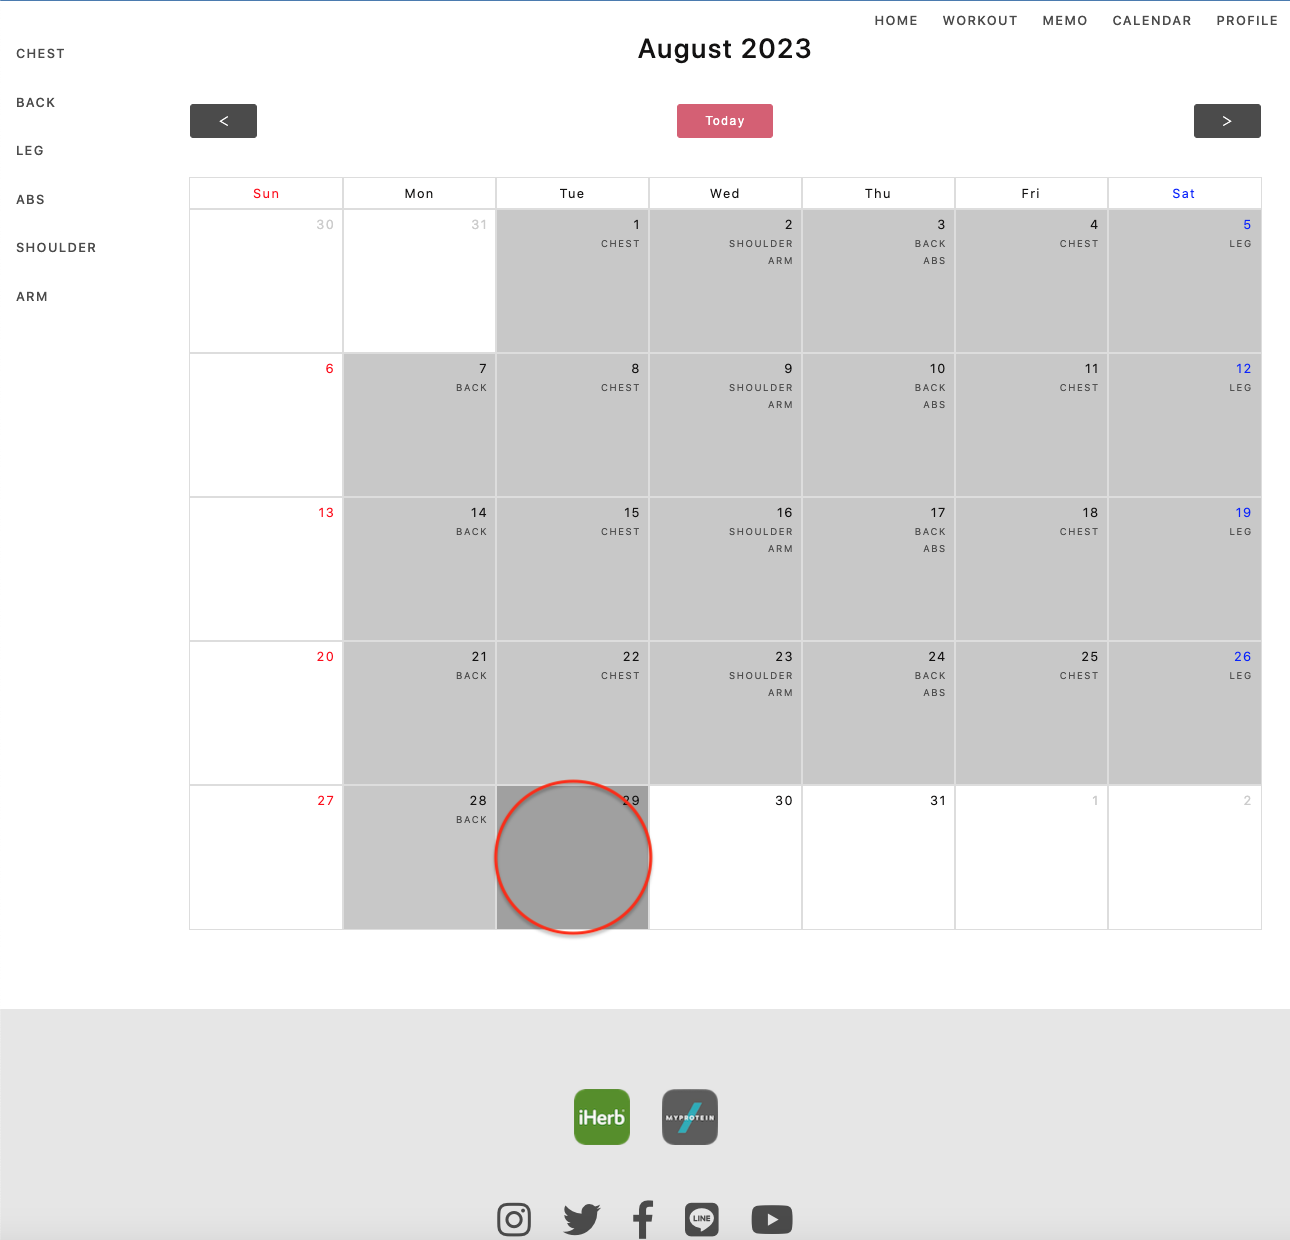 HOME WORKOUT MEMO CALENDAR PROFILE
August 2023
CHEST
BACK
LEG
ABS
SHOULDER
ARM
< Today >
Sun Mon Tue Wed Thu Fri Sat
30 31 1 2 3 4 5
CHEST SHOULDER BACK CHEST LEG
ARM ABS
6 7 8 9 10 11 12
BACK CHEST SHOULDER BACK CHEST LEG
ARM ABS
13 14 15 16 17 18 19
BACK CHEST SHOULDER BACK CHEST LEG
ARM ABS
20 21 22 23 24 25 26
BACK CHEST SHOULDER BACK CHEST LEG
ARM ABS
27 28 29 30 31 1 2
BACK
iHerb MYPROTEIN
LINE